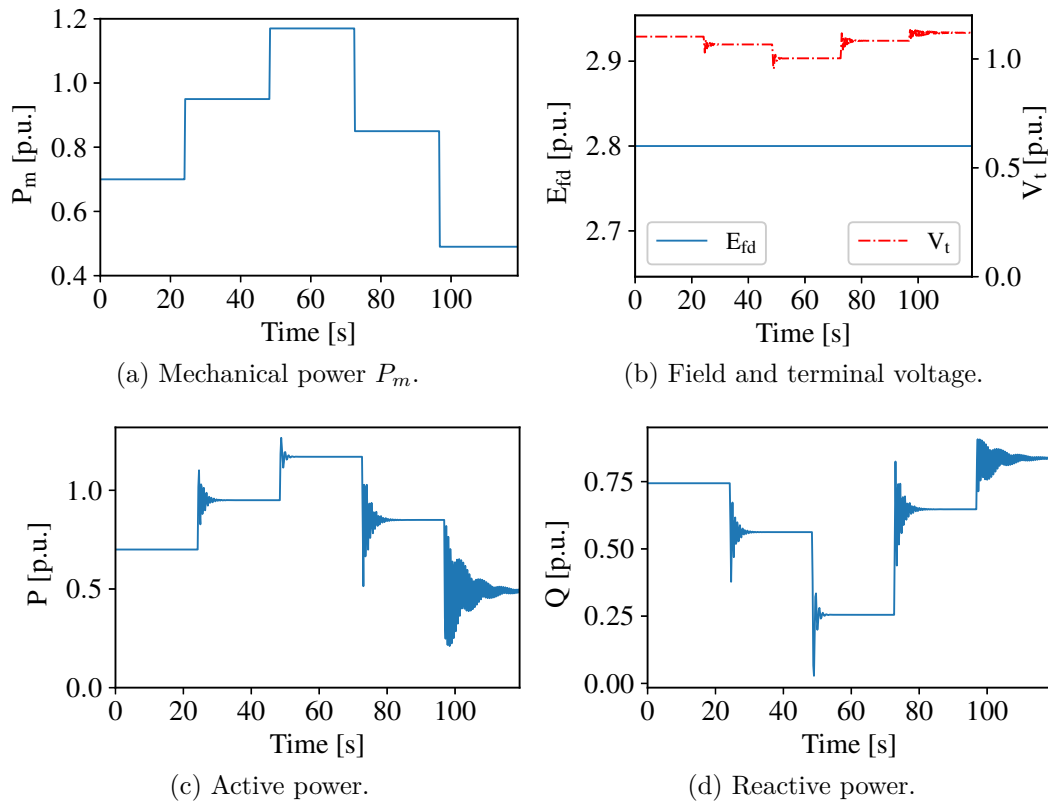 1.2
1.0
0.8
0.6
0.4
P_m [p.u.]
0 20 40 60 80 100
Time [s]
(a) Mechanical power P_m.
2.9
2.8
2.7
E_fd [p.u.]
1.0
0.5
0.0
V_t [p.u.]
E_fd
V_t
0 20 40 60 80 100
Time [s]
(b) Field and terminal voltage.
1.0
0.5
0.0
P [p.u.]
0 20 40 60 80 100
Time [s]
(c) Active power.
0.75
0.50
0.25
0.00
Q [p.u.]
0 20 40 60 80 100
Time [s]
(d) Reactive power.